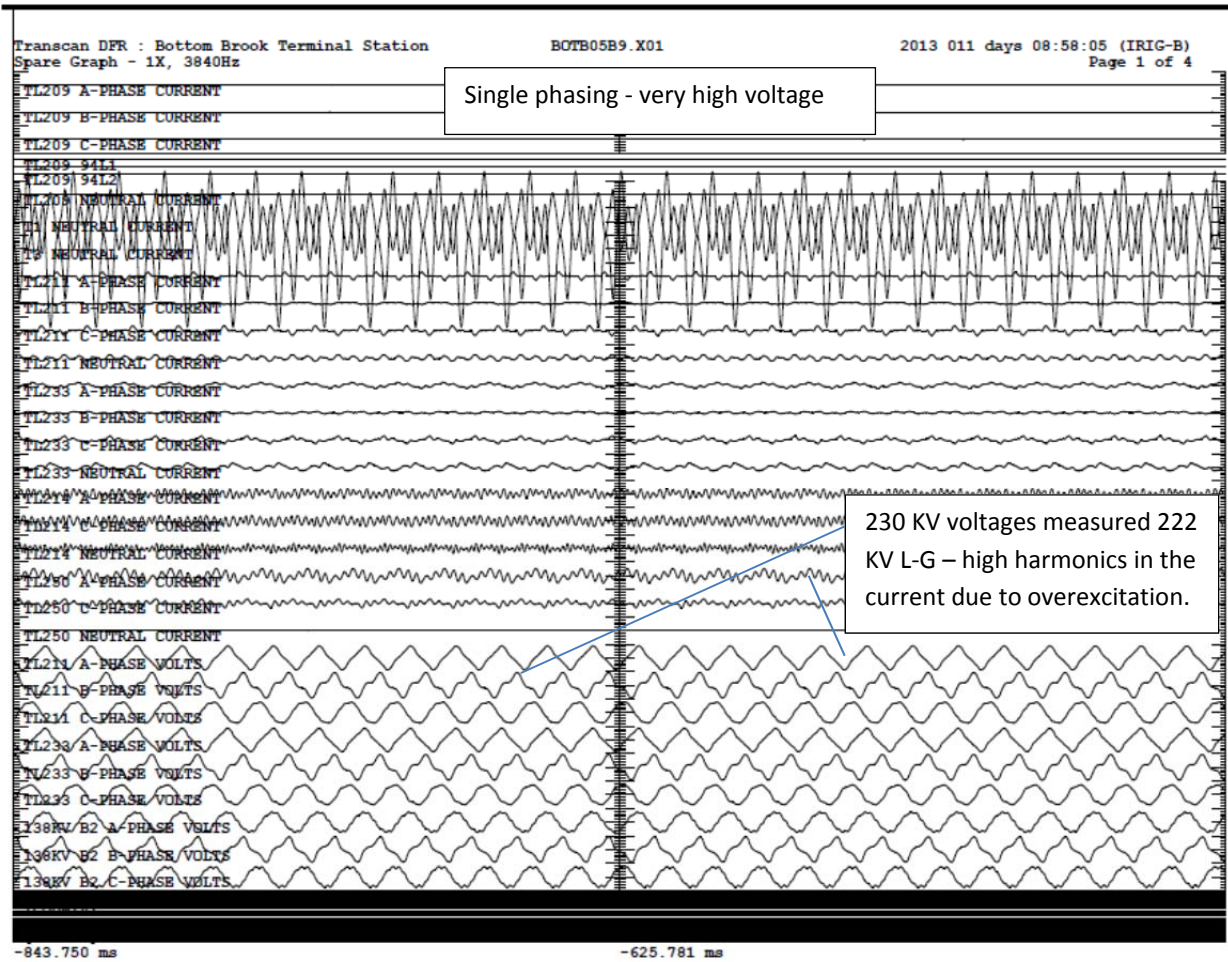 Transcan DFR : Bottom Brook Terminal Station BOTB05B9.X01 2013 011 days 08:58:05 (IRIG-B)
Spare Graph - 1X, 3840Hz Page 1 of 4
TL209 A-PHASE CURRENT
Single phasing - very high voltage
TL209 B-PHASE CURRENT
TL209 C-PHASE CURRENT
TL209 94L1
TL209 94L2
TL209 NEUTRAL CURRENT
T1 NEUTRAL CURRENT
T3 NEUTRAL CURRENT
TL211 A-PHASE CURRENT
TL211 B-PHASE CURRENT
TL211 C-PHASE CURRENT
TL211 NEUTRAL CURRENT
TL233 A-PHASE CURRENT
TL233 B-PHASE CURRENT
TL233 C-PHASE CURRENT
TL233 NEUTRAL CURRENT
TL214 A-PHASE CURRENT
TL214 C-PHASE CURRENT
TL214 NEUTRAL CURRENT
TL250 A-PHASE CURRENT
TL250 C-PHASE CURRENT
230 KV voltages measured 222
KV L-G – high harmonics in the
current due to overexcitation.
TL250 NEUTRAL CURRENT
TL211 A-PHASE VOLTS
TL211 B-PHASE VOLTS
TL211 C-PHASE VOLTS
TL233 A-PHASE VOLTS
TL233 B-PHASE VOLTS
TL233 C-PHASE VOLTS
138KV B2 A-PHASE VOLTS
138KV B2 B-PHASE VOLTS
138KV B2 C-PHASE VOLTS
-843.750 ms -625.781 ms